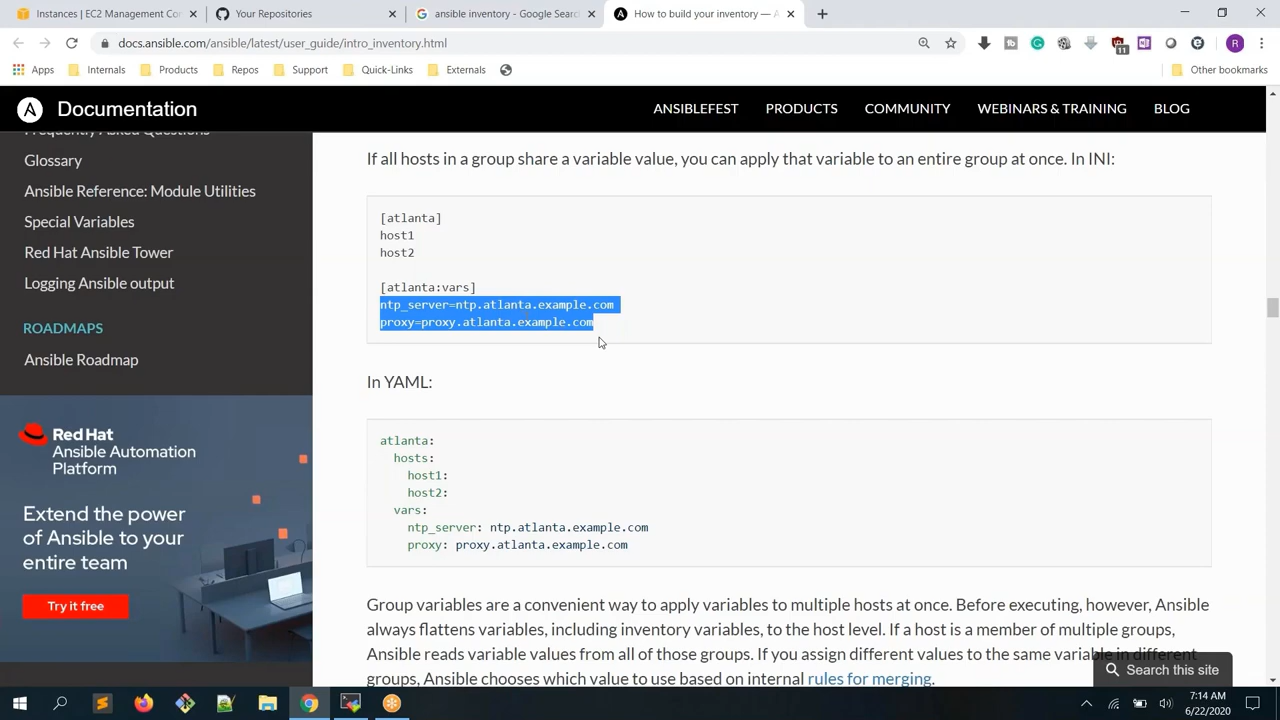 Instances | EC2 Management Con
Your Repositories
ansible inventory - Google Search
How to build your inventory — A
docs.ansible.com/ansible/latest/user_guide/intro_inventory.html
11
R
Apps
Internals
Products
Repos
Support
Quick-Links
Externals
Other bookmarks
A Documentation
ANSIBLEFEST
PRODUCTS
COMMUNITY
WEBINARS & TRAINING
BLOG
Frequently Asked Questions
Glossary
Ansible Reference: Module Utilities
Special Variables
Red Hat Ansible Tower
Logging Ansible output
ROADMAPS
Ansible Roadmap
Red Hat
Ansible Automation
Platform
Extend the power
of Ansible to your
entire team
Try it free
If all hosts in a group share a variable value, you can apply that variable to an entire group at once. In INI:
[atlanta]
host1
host2
[atlanta:vars]
ntp_server=ntp.atlanta.example.com
proxy=proxy.atlanta.example.com
In YAML:
atlanta:
hosts:
host1:
host2:
vars:
ntp_server: ntp.atlanta.example.com
proxy: proxy.atlanta.example.com
Group variables are a convenient way to apply variables to multiple hosts at once. Before executing, however, Ansible
always flattens variables, including inventory variables, to the host level. If a host is a member of multiple groups,
Ansible reads variable values from all of those groups. If you assign different values to the same variable in different
groups, Ansible chooses which value to use based on internal rules for merging.
Search this site
7:14 AM
6/22/2020